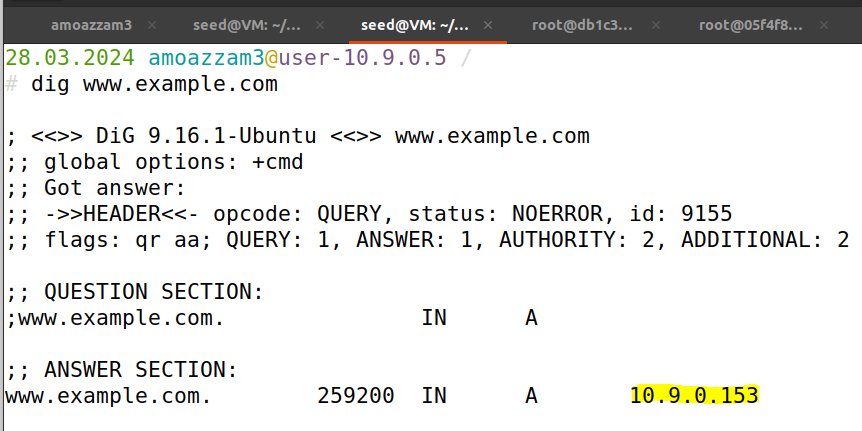 amoazzam3 × seed@VM: ~/... × seed@VM: ~/... × root@db1c3... × root@05f4f8... ×
28.03.2024 amoazzam3@user-10.9.0.5 /
# dig www.example.com
; <<>> DiG 9.16.1-Ubuntu <<>> www.example.com
;; global options: +cmd
;; Got answer:
;; ->>HEADER<<- opcode: QUERY, status: NOERROR, id: 9155
;; flags: qr aa; QUERY: 1, ANSWER: 1, AUTHORITY: 2, ADDITIONAL: 2
;; QUESTION SECTION:
;www.example.com. IN A
;; ANSWER SECTION:
www.example.com. 259200 IN A 10.9.0.153